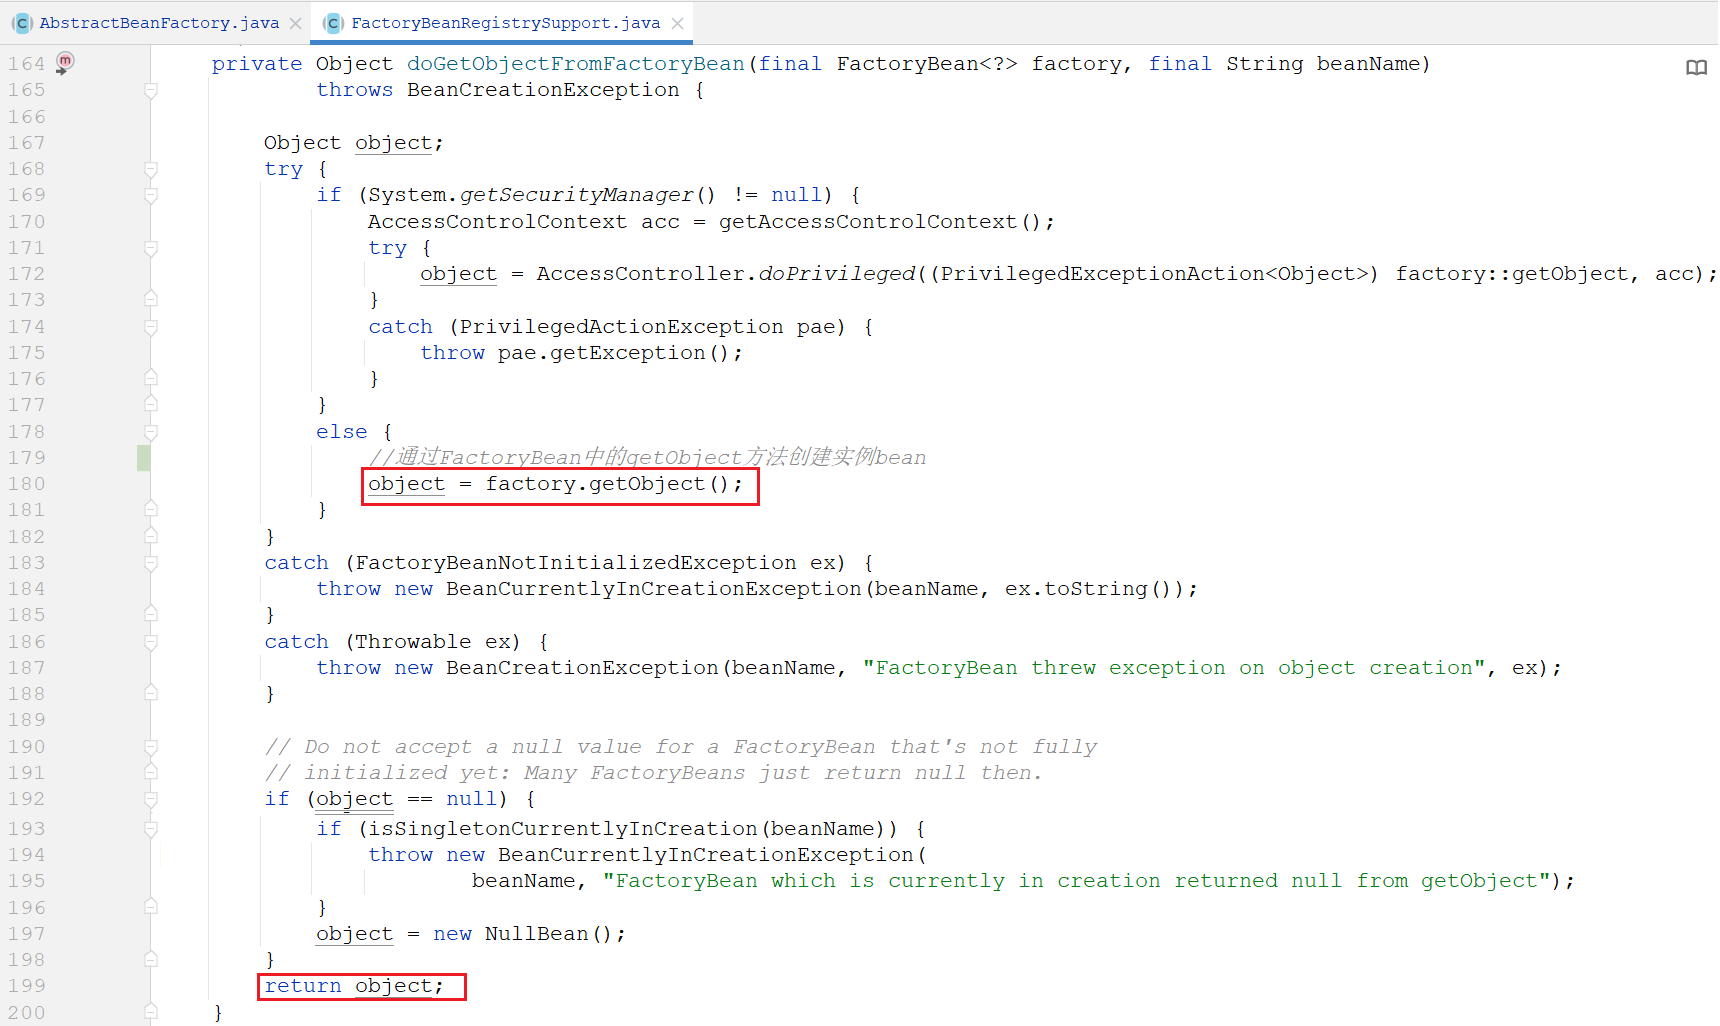 AbstractBeanFactory.java FactoryBeanRegistrySupport.java
164 private Object doGetObjectFromFactoryBean(final FactoryBean<?> factory, final String beanName)
165 throws BeanCreationException {
166
167 Object object;
168 try {
169 if (System.getSecurityManager() != null) {
170 AccessControlContext acc = getAccessControlContext();
171 try {
172 object = AccessController.doPrivileged((PrivilegedExceptionAction<Object>) factory::getObject, acc);
173 }
174 catch (PrivilegedActionException pae) {
175 throw pae.getException();
176 }
177 }
178 else {
179 //通过FactoryBean中的getObject方法创建实例bean
180 object = factory.getObject();
181 }
182 }
183 catch (FactoryBeanNotInitializedException ex) {
184 throw new BeanCurrentlyInCreationException(beanName, ex.toString());
185 }
186 catch (Throwable ex) {
187 throw new BeanCreationException(beanName, "FactoryBean threw exception on object creation", ex);
188 }
189
190 // Do not accept a null value for a FactoryBean that's not fully
191 // initialized yet: Many FactoryBeans just return null then.
192 if (object == null) {
193 if (isSingletonCurrentlyInCreation(beanName)) {
194 throw new BeanCurrentlyInCreationException(
195 beanName, "FactoryBean which is currently in creation returned null from getObject");
196 }
197 object = new NullBean();
198 }
199 return object;
200 }